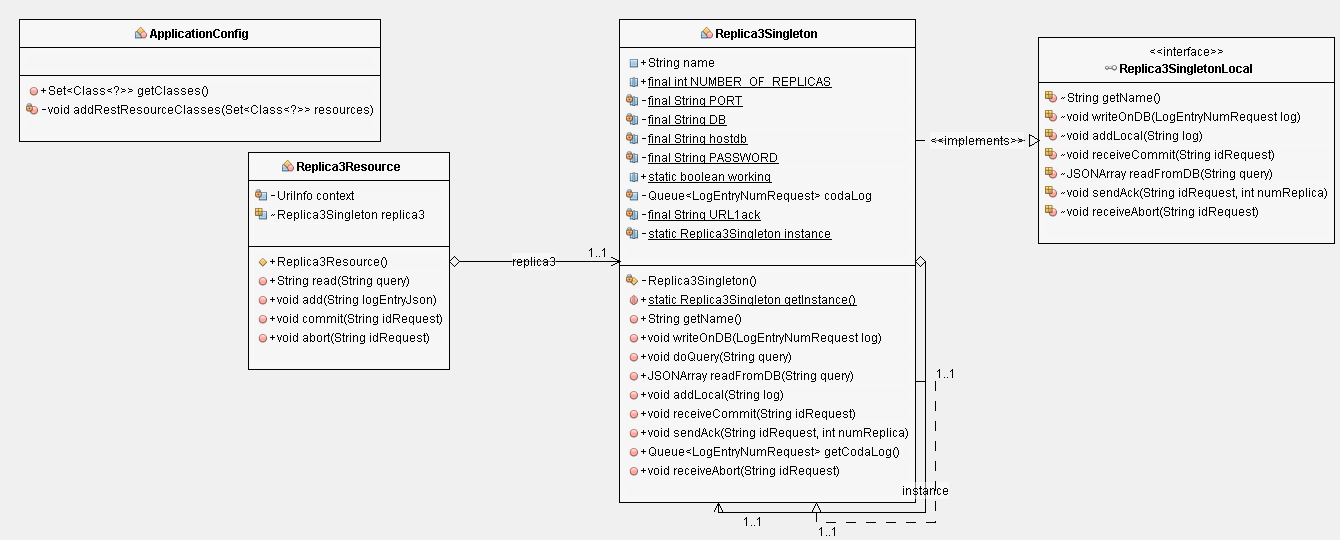 ApplicationConfig
+Set<Class<?>> getClasses()
-void addRestResourceClasses(Set<Class<?>> resources)
Replica3Resource
-UriInfo context
~Replica3Singleton replica3
+Replica3Resource()
+String read(String query)
+void add(String logEntryJson)
+void commit(String idRequest)
+void abort(String idRequest)
replica3
1..1
Replica3Singleton
+String name
+final int NUMBER_OF_REPLICAS
-final String PORT
-final String DB
-final String hostdb
-final String PASSWORD
+static boolean working
-Queue<LogEntryNumRequest> codaLog
-final String URL1ack
-static Replica3Singleton instance
-Replica3Singleton()
+static Replica3Singleton getInstance()
+String getName()
+void writeOnDB(LogEntryNumRequest log)
+void doQuery(String query)
+JSONArray readFromDB(String query)
+void addLocal(String log)
+void receiveCommit(String idRequest)
+void sendAck(String idRequest, int numReplica)
+Queue<LogEntryNumRequest> getCodaLog()
+void receiveAbort(String idRequest)
<<implements>>
1..1
instance
1..1
1..1
<<interface>>
Replica3SingletonLocal
~String getName()
~void writeOnDB(LogEntryNumRequest log)
~void addLocal(String log)
~void receiveCommit(String idRequest)
~JSONArray readFromDB(String query)
~void sendAck(String idRequest, int numReplica)
~void receiveAbort(String idRequest)